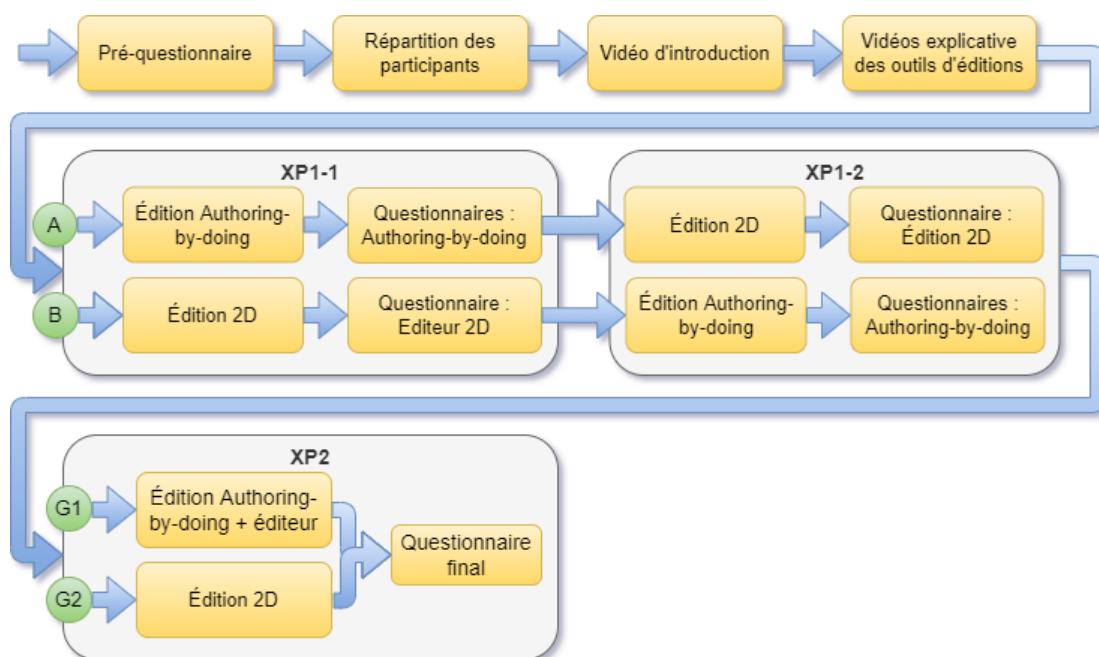 Pré-questionnaire
Répartition des
participants
Vidéo d'introduction
Vidéos explicative
des outils d'éditions
XP1-1
A
Édition Authoring-
by-doing
Questionnaires :
Authoring-by-doing
B
Édition 2D
Questionnaire :
Editeur 2D
XP1-2
Édition 2D
Questionnaire :
Édition 2D
Édition Authoring-
by-doing
Questionnaires :
Authoring-by-doing
XP2
G1
Édition Authoring-
by-doing + éditeur
G2
Édition 2D
Questionnaire
final